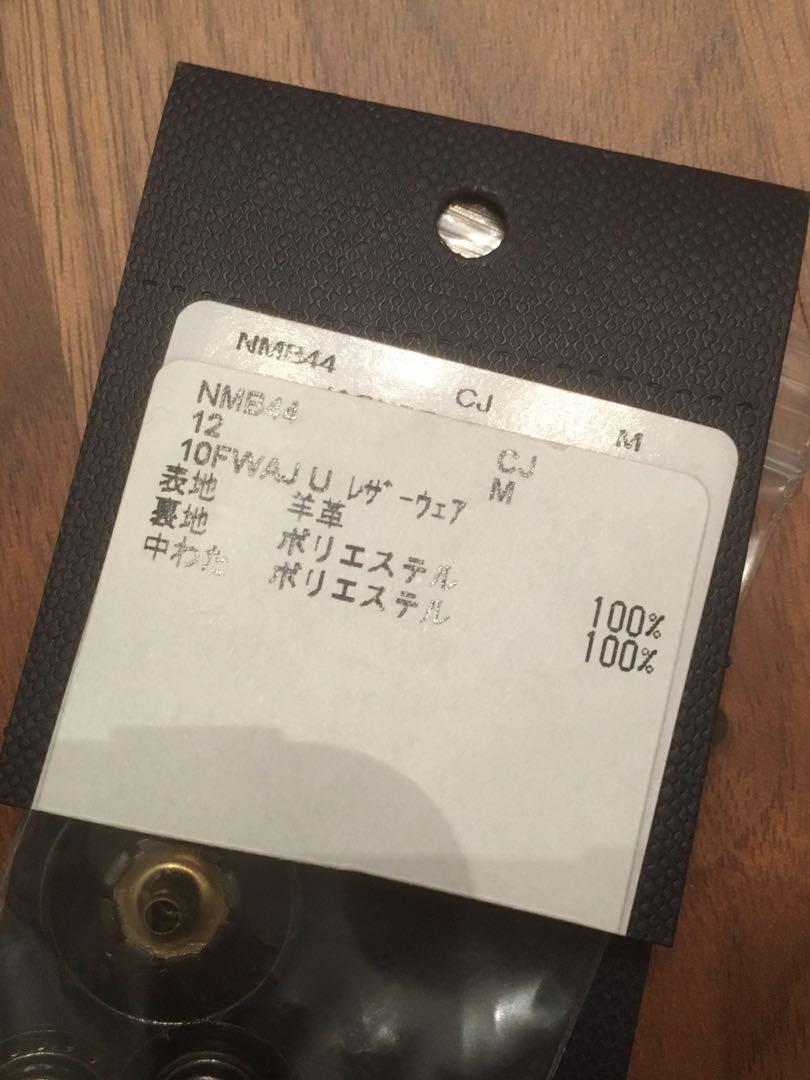 NMB44 CJ M
NMB44 CJ
12 M
10FWAJ U ﾚｻﾞｰｳｪｱ
表地 羊革
裏地 ポリエステル 100%
中わた ポリエステル 100%